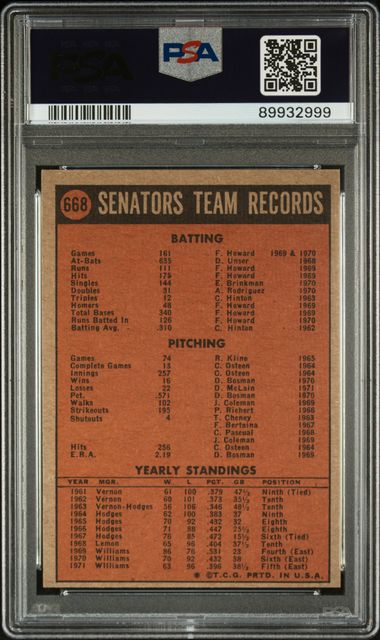 PSA
PSA
89932999
668 SENATORS TEAM RECORDS
BATTING
Games 161 F. Howard 1969 & 1970
At-Bats 635 D. Unser 1968
Runs 111 F. Howard 1969
Hits 175 F. Howard 1969
Singles 144 E. Brinkman 1970
Doubles 31 A. Rodriguez 1970
Triples 12 C. Hinton 1963
Homers 48 F. Howard 1969
Total Bases 340 F. Howard 1969
Runs Batted In 126 F. Howard 1970
Batting Avg. .310 C. Hinton 1962
PITCHING
Games 74 R. Kline 1965
Complete Games 13 C. Osteen 1964
Innings 257 C. Osteen 1964
Wins 16 D. Bosman 1970
Losses 22 D. McLain 1971
Pct. .571 D. Bosman 1970
Walks 102 J. Coleman 1969
Strikeouts 195 P. Richert 1966
Shutouts 4 T. Cheney 1963
F. Bertaina 1967
C. Pascual 1968
J. Coleman 1969
Hits 256 C. Osteen 1964
E.R.A. 2.19 D. Bosman 1969
YEARLY STANDINGS
YEAR MGR. W L PCT. GB POSITION
1961 Vernon 61 100 .379 47½ Ninth (Tied)
1962 Vernon 60 101 .373 35½ Tenth
1963 Vernon-Hodges 56 106 .346 48½ Tenth
1964 Hodges 62 100 .383 37 Ninth
1965 Hodges 70 92 .432 32 Eighth
1966 Hodges 71 88 .447 25½ Eighth
1967 Hodges 76 85 .472 15½ Sixth (Tied)
1968 Lemon 65 96 .404 37½ Tenth
1969 Williams 86 76 .531 23 Fourth (East)
1970 Williams 70 92 .432 38 Sixth (East)
1971 Williams 63 96 .396 38½ Fifth (East)
© T.C.G. PRTD. IN U.S.A.